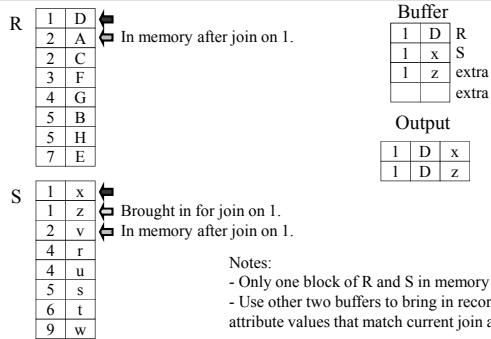 R
1 D
2 A In memory after join on 1.
2 C
3 F
4 G
5 B
5 H
7 E
S
1 x
1 z Brought in for join on 1.
2 v In memory after join on 1.
4 r
4 u
5 s
6 t
9 w
Buffer
1 D R
1 x S
1 z extra
extra
Output
1 D x
1 D z
Notes:
- Only one block of R and S in memory
- Use other two buffers to bring in recor
attribute values that match current join a